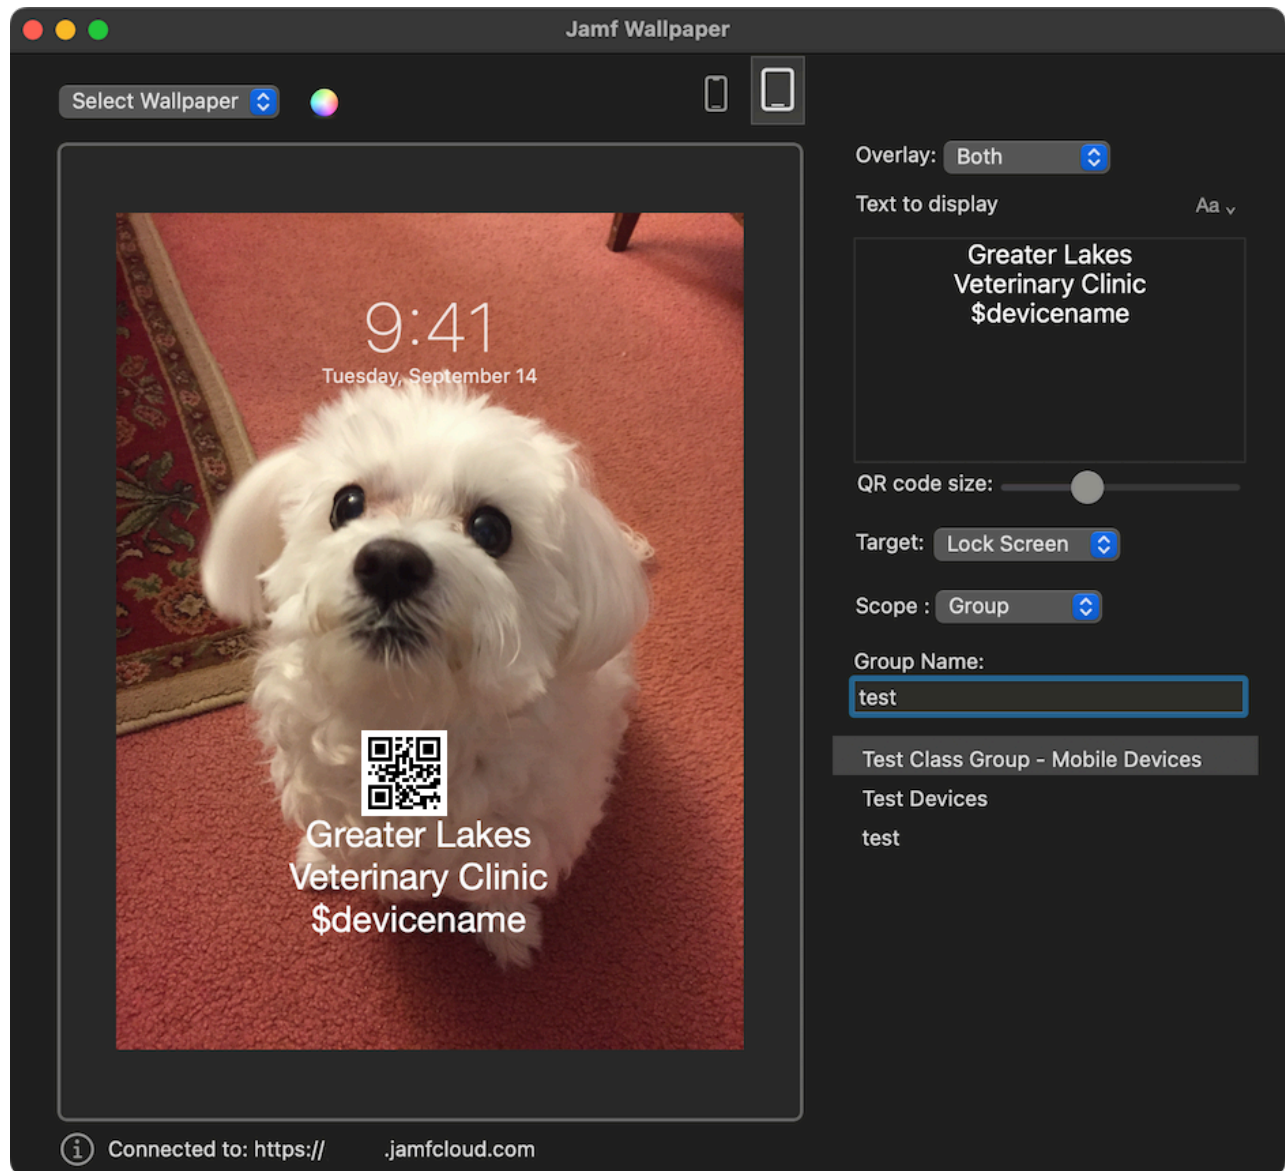 Jamf Wallpaper
Select Wallpaper
Overlay: Both
Text to display
Aa
Greater Lakes
Veterinary Clinic
$devicename
QR code size:
Target: Lock Screen
Scope : Group
Group Name:
test
Test Class Group - Mobile Devices
Test Devices
test
9:41
Tuesday, September 14
Greater Lakes
Veterinary Clinic
$devicename
Connected to: https:// .jamfcloud.com